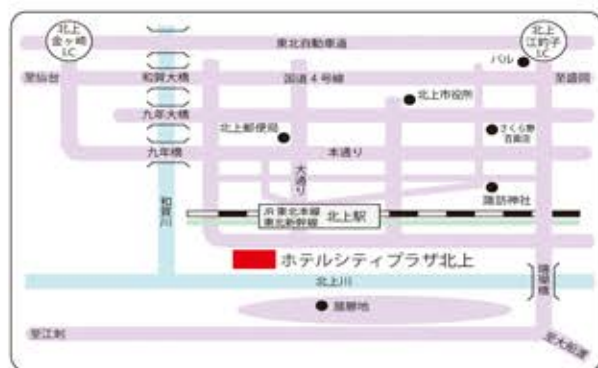 北上
金ヶ崎
I.C
東北自動車道
北上
江釣子
I.C
パル
至仙台
和賀大橋
国道4号線
至盛岡
北上市役所
九年大橋
北上郵便局
さくら野
百貨店
九年橋
本通り
大通り
諏訪神社
和賀川
JR 東北本線
東北新幹線
北上駅
ホテルシティプラザ北上
北上川
珊瑚橋
展勝地
至江刺
至大船渡